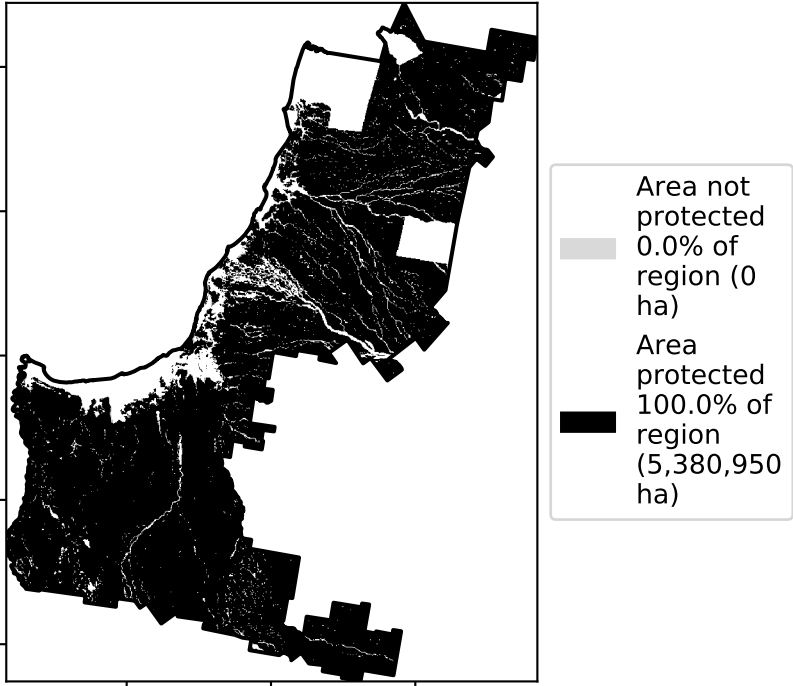 Area not
protected
0.0% of
region (0
ha)
Area
protected
100.0% of
region
(5,380,950
ha)